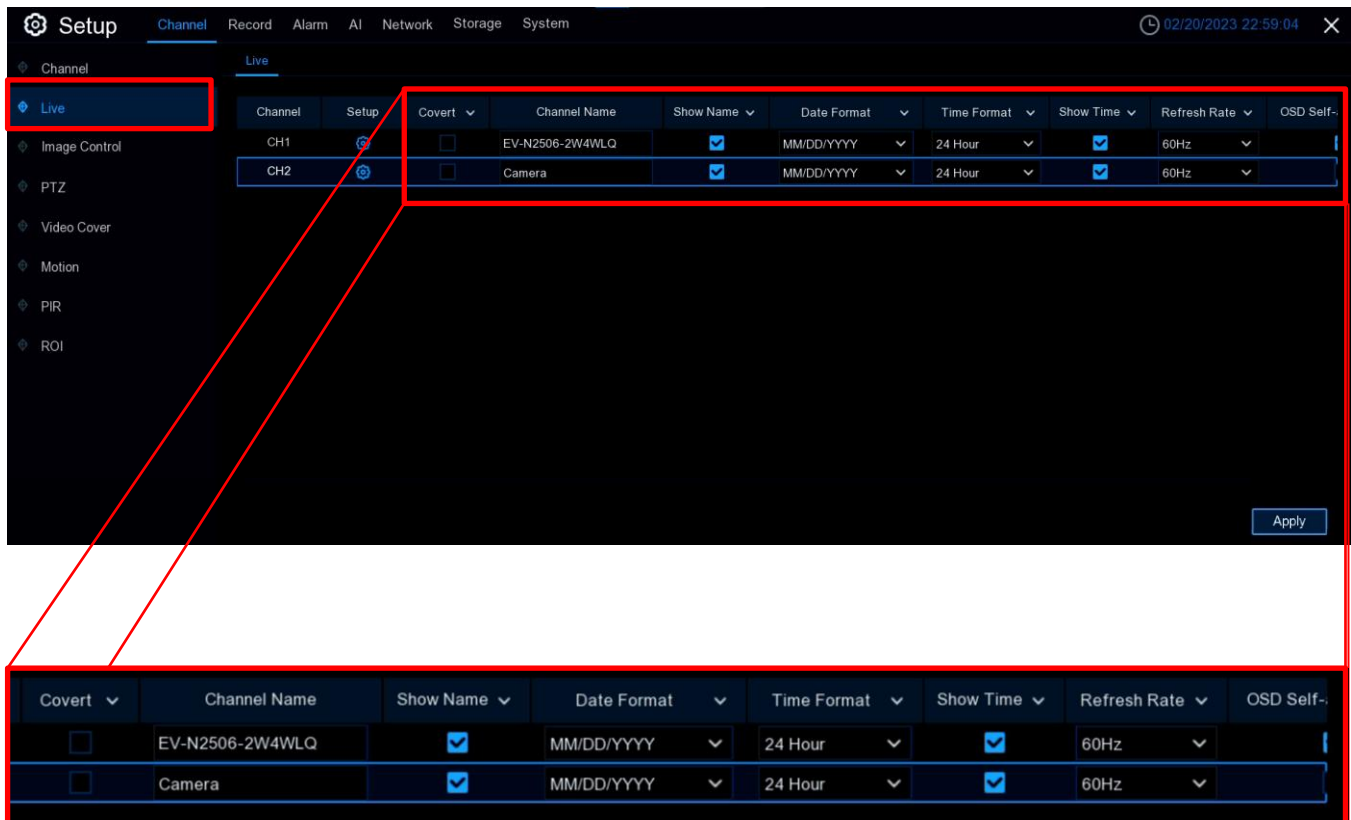 Setup Channel Record Alarm AI Network Storage System 02/20/2023 22:59:04
Channel
Live
Image Control
PTZ
Video Cover
Motion
PIR
ROI
Live
Channel Setup Covert Channel Name Show Name Date Format Time Format Show Time Refresh Rate OSD Self-
CH1 EV-N2506-2W4WLQ MM/DD/YYYY 24 Hour 60Hz
CH2 Camera MM/DD/YYYY 24 Hour 60Hz
Apply
Covert Channel Name Show Name Date Format Time Format Show Time Refresh Rate OSD Self-
EV-N2506-2W4WLQ MM/DD/YYYY 24 Hour 60Hz
Camera MM/DD/YYYY 24 Hour 60Hz